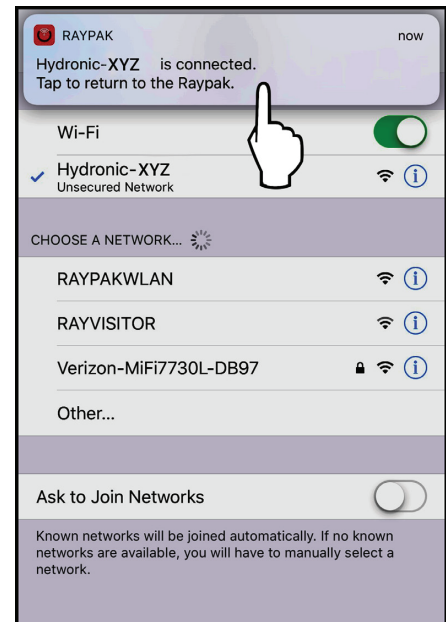 RAYPAK now
Hydronic-XYZ is connected.
Tap to return to the Raypak.
Wi-Fi
Hydronic-XYZ
Unsecured Network
CHOOSE A NETWORK...
RAYPAKWLAN
RAYVISITOR
Verizon-MiFi7730L-DB97
Other...
Ask to Join Networks
Known networks will be joined automatically. If no known
networks are available, you will have to manually select a
network.